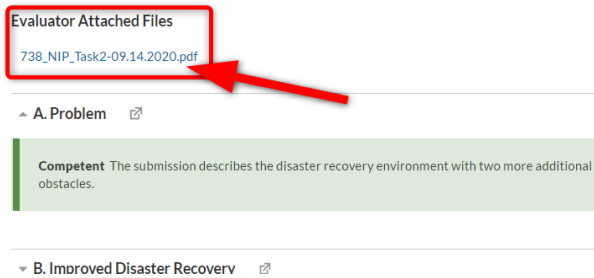 Evaluator Attached Files
738_NIP_Task2-09.14.2020.pdf
A. Problem
Competent The submission describes the disaster recovery environment with two more additional
obstacles.
B. Improved Disaster Recovery